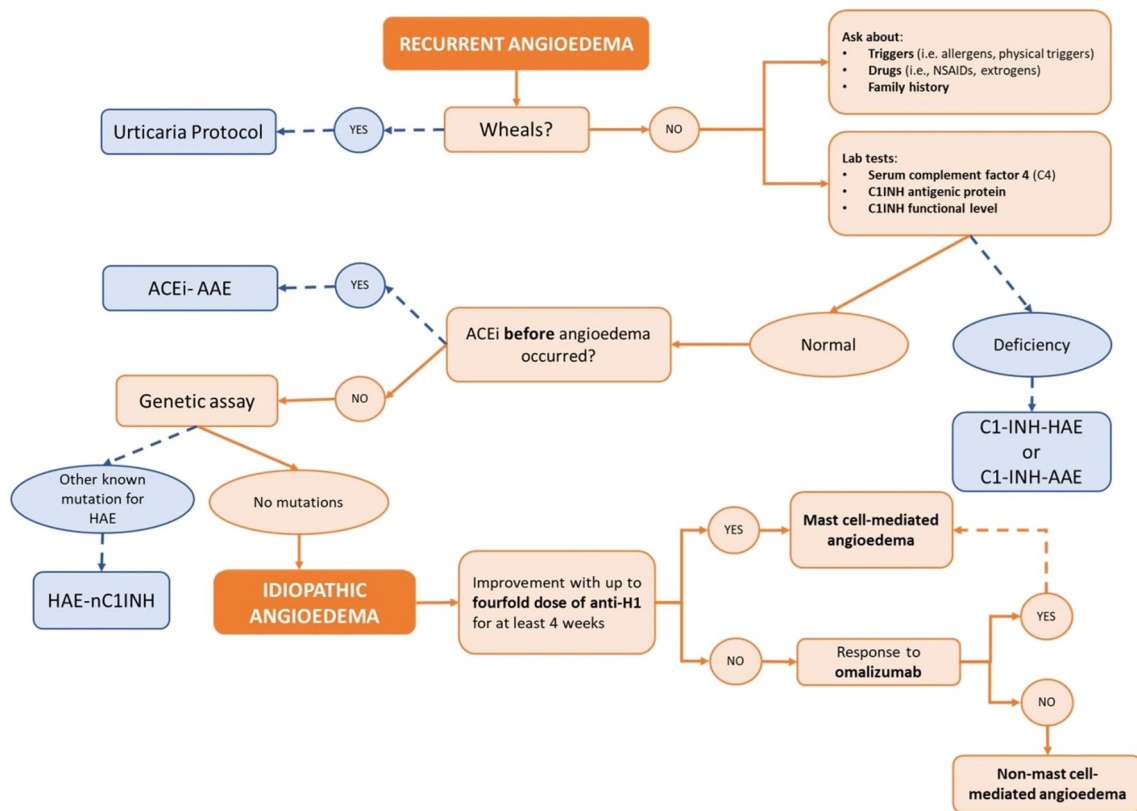 RECURRENT ANGIOEDEMA
Ask about:
• Triggers (i.e. allergens, physical triggers)
• Drugs (i.e., NSAIDs, extrogens)
• Family history
Urticaria Protocol
YES
Wheals?
NO
Lab tests:
• Serum complement factor 4 (C4)
• C1INH antigenic protein
• C1INH functional level
ACEi- AAE
YES
ACEi before angioedema
occurred?
Normal
Deficiency
Genetic assay
NO
C1-INH-HAE
or
C1-INH-AAE
Other known
mutation for
HAE
No mutations
YES
Mast cell-mediated
angioedema
HAE-nC1INH
IDIOPATHIC
ANGIOEDEMA
Improvement with up to
fourfold dose of anti-H1
for at least 4 weeks
YES
NO
Response to
omalizumab
NO
Non-mast cell-
mediated angioedema